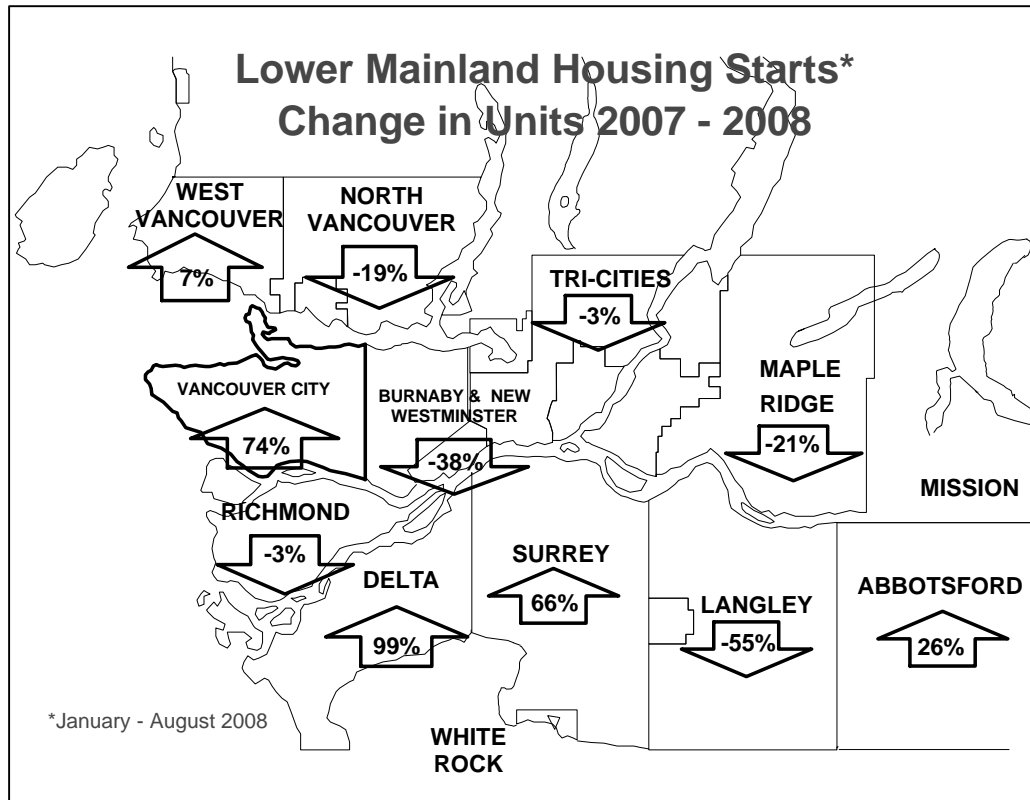 Lower Mainland Housing Starts*
Change in Units 2007 - 2008
WEST
VANCOUVER
7%
NORTH
VANCOUVER
-19%
TRI-CITIES
-3%
VANCOUVER CITY
74%
BURNABY & NEW
WESTMINSTER
-38%
MAPLE
RIDGE
-21%
MISSION
RICHMOND
-3%
DELTA
99%
SURREY
66%
LANGLEY
-55%
ABBOTSFORD
26%
*January - August 2008
WHITE
ROCK